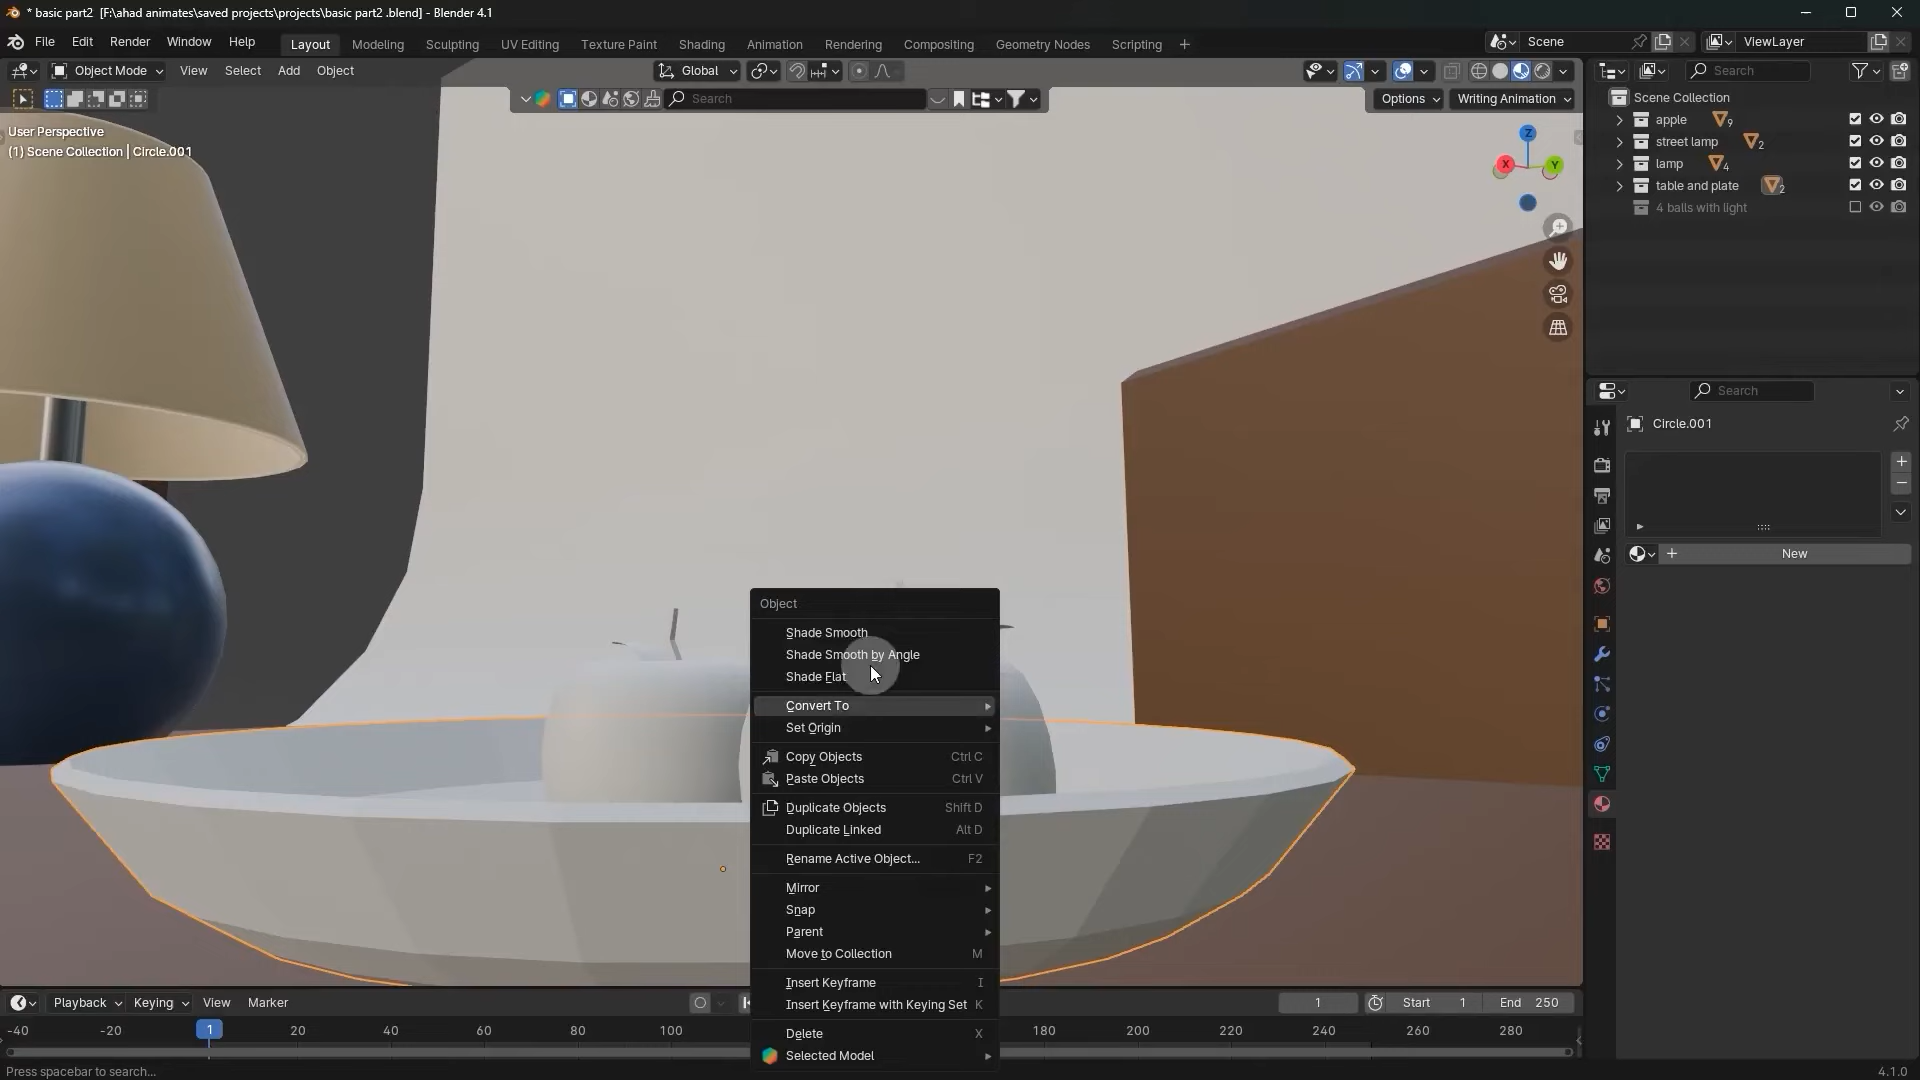 * basic part2  [F:\ahad animates\saved projects\projects\basic part2 .blend] - Blender 4.1
File Edit Render Window Help
Layout Modeling Sculpting UV Editing Texture Paint Shading Animation Rendering Compositing Geometry Nodes Scripting +
Scene
ViewLayer
Object Mode View Select Add Object
Global
Search
Search
Options
Writing Animation
User Perspective
(1) Scene Collection | Circle.001
Z
X
Y
Scene Collection
apple 9
street lamp 2
lamp 4
table and plate 2
4 balls with light
Search
Circle.001
New
Object
Shade Smooth
Shade Smooth by Angle
Shade Flat
Convert To
Set Origin
Copy Objects Ctrl C
Paste Objects Ctrl V
Duplicate Objects Shift D
Duplicate Linked Alt D
Rename Active Object... F2
Mirror
Snap
Parent
Move to Collection M
Insert Keyframe I
Insert Keyframe with Keying Set K
Delete X
Selected Model
Playback Keying View Marker
1 Start 1 End 250
-40 -20 1 20 40 60 80 100 180 200 220 240 260 280
Press spacebar to search...
4.1.0